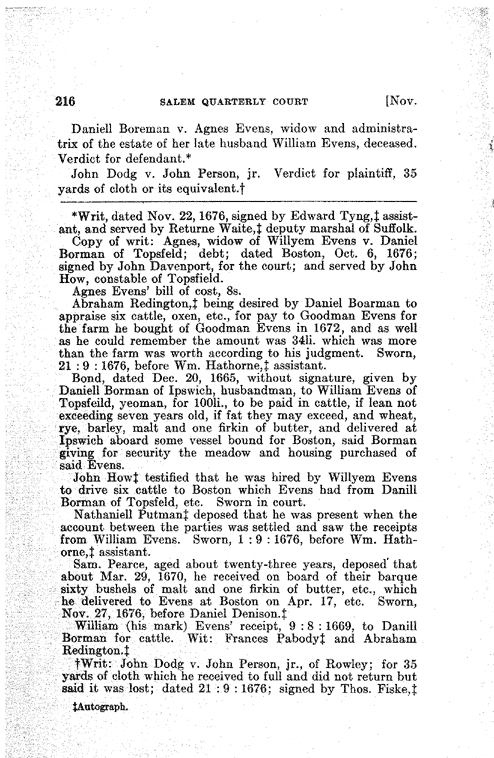 216 SALEM QUARTERLY COURT [Nov.
Daniell Boreman v. Agnes Evens, widow and administra-
trix of the estate of her late husband William Evens, deceased.
Verdict for defendant.*
John Dodg v. John Person, jr. Verdict for plaintiff, 35
yards of cloth or its equivalent.†
*Writ, dated Nov. 22, 1676, signed by Edward Tyng,‡ assist-
ant, and served by Returne Waite,‡ deputy marshal of Suffolk.
Copy of writ: Agnes, widow of Willyem Evens v. Daniel
Borman of Topsfeld; debt; dated Boston, Oct. 6, 1676;
signed by John Davenport, for the court; and served by John
How, constable of Topsfield.
Agnes Evens' bill of cost, 8s.
Abraham Redington,‡ being desired by Daniel Boarman to
appraise six cattle, oxen, etc., for pay to Goodman Evens for
the farm he bought of Goodman Evens in 1672, and as well
as he could remember the amount was 34li. which was more
than the farm was worth according to his judgment. Sworn,
21 : 9 : 1676, before Wm. Hathorne,‡ assistant.
Bond, dated Dec. 20, 1665, without signature, given by
Daniell Borman of Ipswich, husbandman, to William Evens of
Topsfeild, yeoman, for 100li., to be paid in cattle, if lean not
exceeding seven years old, if fat they may exceed, and wheat,
rye, barley, malt and one firkin of butter, and delivered at
Ipswich aboard some vessel bound for Boston, said Borman
giving for security the meadow and housing purchased of
said Evens.
John How‡ testified that he was hired by Willyem Evens
to drive six cattle to Boston which Evens had from Danill
Borman of Topsfeld, etc. Sworn in court.
Nathaniell Putman‡ deposed that he was present when the
account between the parties was settled and saw the receipts
from William Evens. Sworn, 1 : 9 : 1676, before Wm. Hath-
orne,‡ assistant.
Sam. Pearce, aged about twenty-three years, deposed that
about Mar. 29, 1670, he received on board of their barque
sixty bushels of malt and one firkin of butter, etc., which
he delivered to Evens at Boston on Apr. 17, etc. Sworn,
Nov. 27, 1676, before Daniel Denison.‡
William (his mark) Evens' receipt, 9 : 8 : 1669, to Danill
Borman for cattle. Wit: Frances Pabody‡ and Abraham
Redington.‡
†Writ: John Dodg v. John Person, jr., of Rowley; for 35
yards of cloth which he received to full and did not return but
said it was lost; dated 21 : 9 : 1676; signed by Thos. Fiske,‡
‡Autograph.